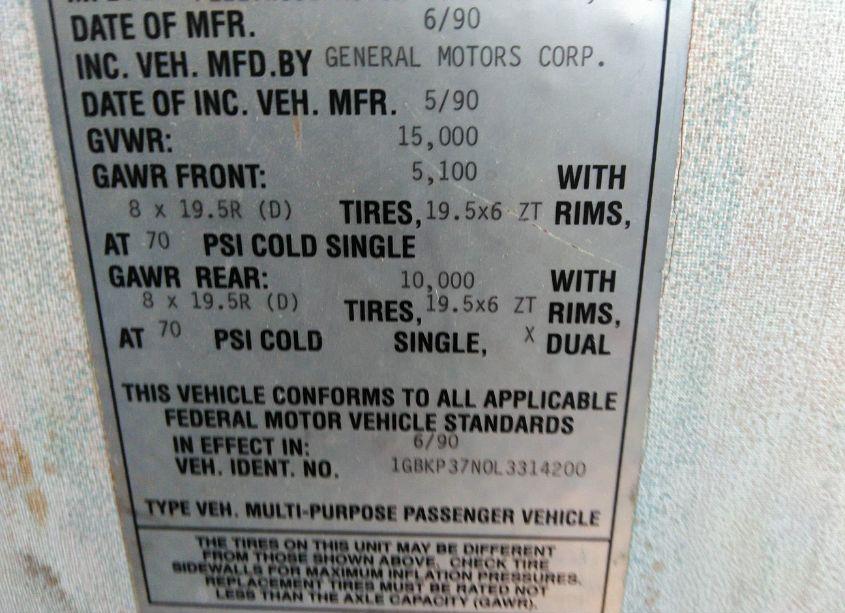 DATE OF MFR. 6/90
INC. VEH. MFD.BY GENERAL MOTORS CORP.
DATE OF INC. VEH. MFR. 5/90
GVWR: 15,000
GAWR FRONT: 5,100 WITH
8 x 19.5R (D) TIRES, 19.5x6 ZT RIMS,
AT 70 PSI COLD SINGLE
GAWR REAR: 10,000 WITH
8 x 19.5R (D) TIRES, 19.5x6 ZT RIMS,
AT 70 PSI COLD SINGLE, X DUAL
THIS VEHICLE CONFORMS TO ALL APPLICABLE
FEDERAL MOTOR VEHICLE STANDARDS
IN EFFECT IN: 6/90
VEH. IDENT. NO. 1GBKP37N0L3314200
TYPE VEH. MULTI-PURPOSE PASSENGER VEHICLE
THE TIRES ON THIS UNIT MAY BE DIFFERENT
FROM THOSE SHOWN ABOVE. CHECK TIRE
SIDEWALLS FOR MAXIMUM INFLATION PRESSURES.
REPLACEMENT TIRES MUST BE RATED NOT
LESS THAN THE AXLE CAPACITY (GAWR).